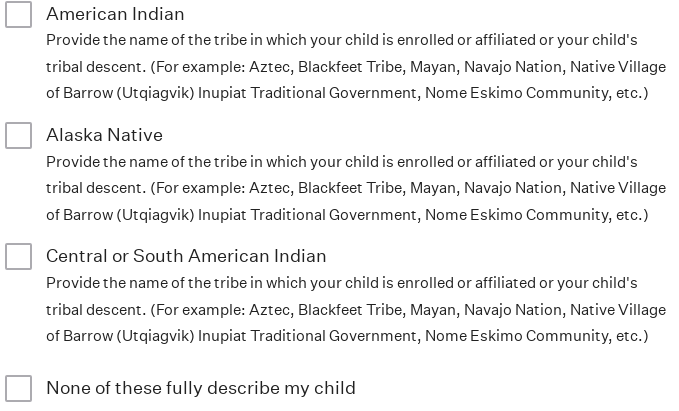 American Indian
Provide the name of the tribe in which your child is enrolled or affiliated or your child's
tribal descent. (For example: Aztec, Blackfeet Tribe, Mayan, Navajo Nation, Native Village
of Barrow (Utqiagvik) Inupiat Traditional Government, Nome Eskimo Community, etc.)
Alaska Native
Provide the name of the tribe in which your child is enrolled or affiliated or your child's
tribal descent. (For example: Aztec, Blackfeet Tribe, Mayan, Navajo Nation, Native Village
of Barrow (Utqiagvik) Inupiat Traditional Government, Nome Eskimo Community, etc.)
Central or South American Indian
Provide the name of the tribe in which your child is enrolled or affiliated or your child's
tribal descent. (For example: Aztec, Blackfeet Tribe, Mayan, Navajo Nation, Native Village
of Barrow (Utqiagvik) Inupiat Traditional Government, Nome Eskimo Community, etc.)
None of these fully describe my child